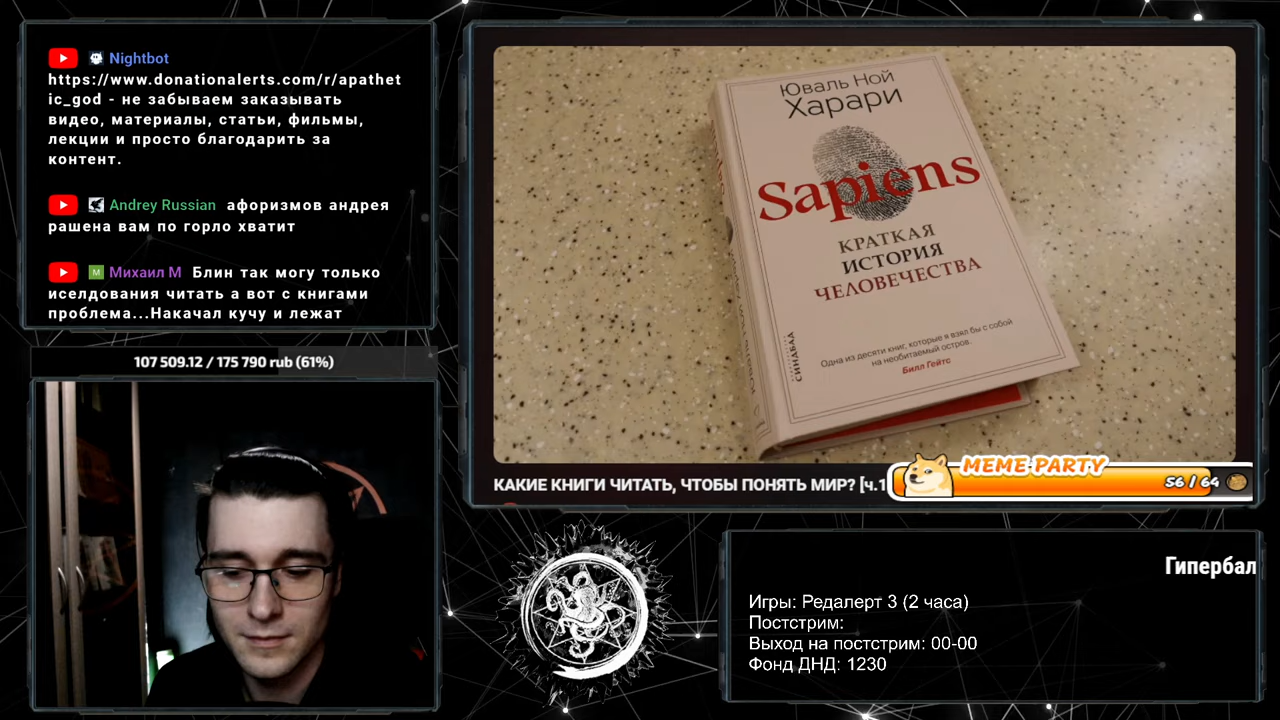 Nightbot
https://www.donationalerts.com/r/apathet
ic_god - не забываем заказывать
видео, материалы, статьи, фильмы,
лекции и просто благодарить за
контент.
Andrey Russian афоризмов андрея
рашена вам по горло хватит
М Михаил М Блин так могу только
иселдования читать а вот с книгами
проблема...Накачал кучу и лежат
107 509.12 / 175 790 rub (61%)
Юваль Ной
Харари
Sapiens
КРАТКАЯ
ИСТОРИЯ
ЧЕЛОВЕЧЕСТВА
Одна из десяти книг, которые я взял бы с собой
на необитаемый остров.
Билл Гейтс
СИНДБАД
MEME PARTY
56 / 64
КАКИЕ КНИГИ ЧИТАТЬ, ЧТОБЫ ПОНЯТЬ МИР? [ч.1
Гипербал
Игры: Редалерт 3 (2 часа)
Постстрим:
Выход на постстрим: 00-00
Фонд ДНД: 1230